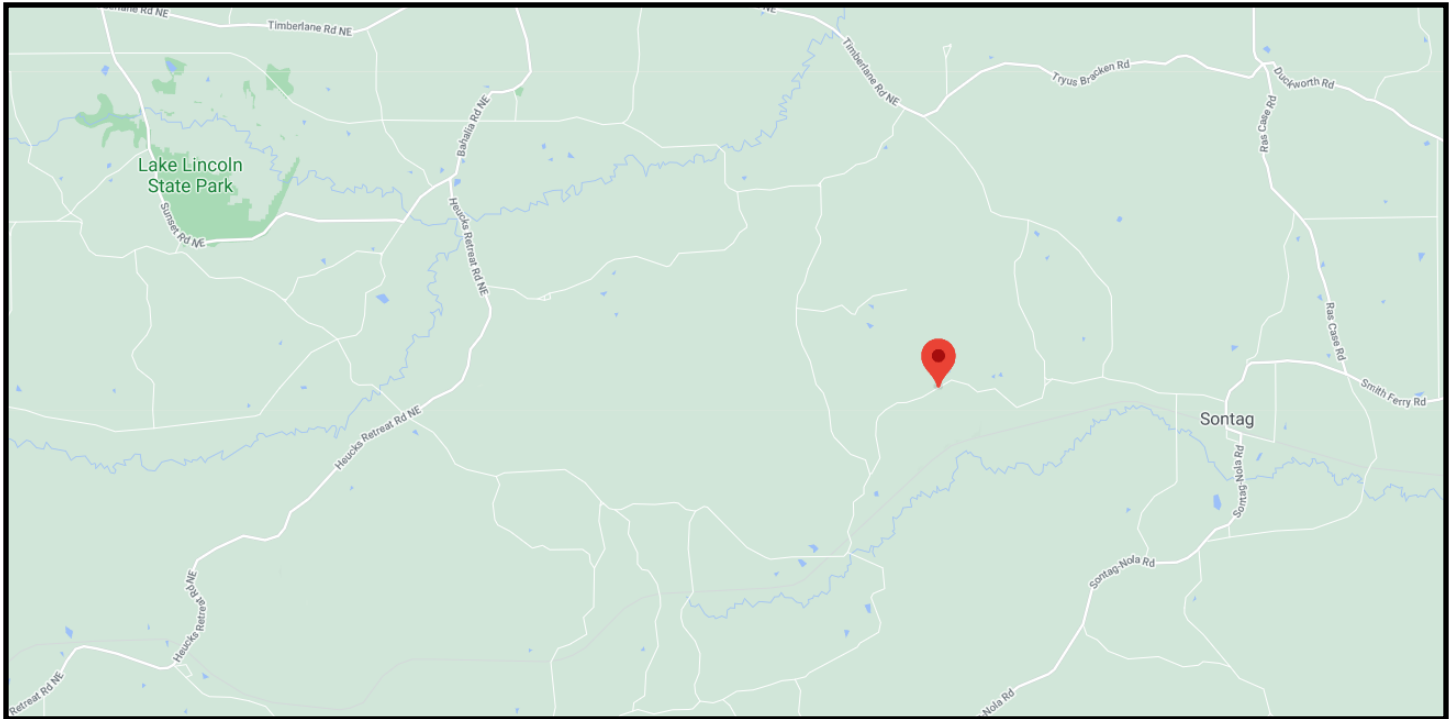 Timberlane Rd NE
Timberlane Rd NE
Tryus Bracken Rd
Duckworth Rd
Ras Case Rd
Bahalia Rd NE
Lake Lincoln
State Park
Sunset Rd NE
Heucks Retreat Rd NE
Ras Case Rd
Smith Ferry Rd
Sontag
Heucks Retreat Rd NE
Sontag-Nola Rd
Sontag-Nola Rd
Heucks Retreat Rd NE
Retreat Rd NE
Nola Rd